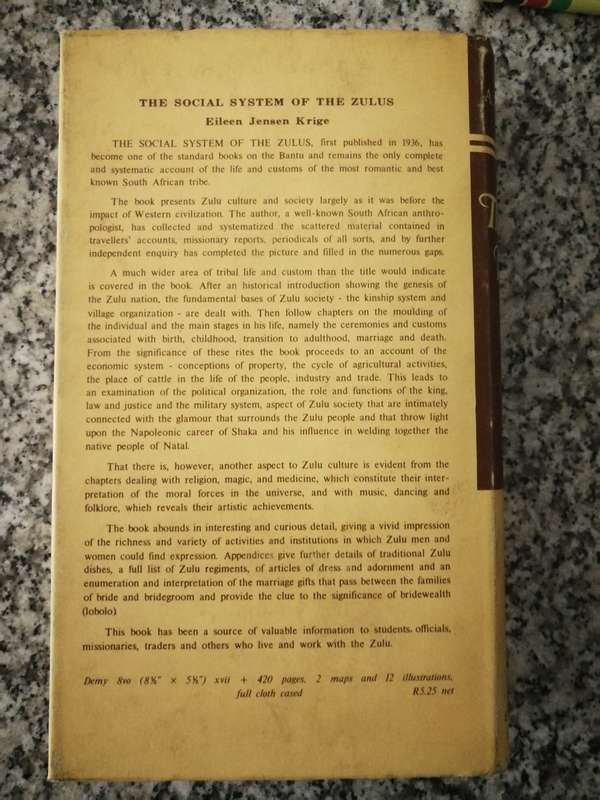 THE SOCIAL SYSTEM OF THE ZULUS
Eileen Jensen Krige
THE SOCIAL SYSTEM OF THE ZULUS, first published in 1936, has
become one of the standard books on the Bantu and remains the only complete
and systematic account of the life and customs of the most romantic and best
known South African tribe.
The book presents Zulu culture and society largely as it was before the
impact of Western civilization. The author, a well-known South African anthro-
pologist, has collected and systematized the scattered material contained in
travellers' accounts, missionary reports, periodicals of all sorts, and by further
independent enquiry has completed the picture and filled in the numerous gaps.
A much wider area of tribal life and custom than the title would indicate
is covered in the book. After an historical introduction showing the genesis of
the Zulu nation, the fundamental bases of Zulu society - the kinship system and
village organization - are dealt with. Then follow chapters on the moulding of
the individual and the main stages in his life, namely the ceremonies and customs
associated with birth, childhood, transition to adulthood, marriage and death.
From the significance of these rites the book proceeds to an account of the
economic system - conceptions of property, the cycle of agricultural activities,
the place of cattle in the life of the people, industry and trade. This leads to
an examination of the political organization, the role and functions of the king,
law and justice and the military system, aspect of Zulu society that are intimately
connected with the glamour that surrounds the Zulu people and that throw light
upon the Napoleonic career of Shaka and his influence in welding together the
native people of Natal.
That there is, however, another aspect to Zulu culture is evident from the
chapters dealing with religion, magic, and medicine, which constitute their inter-
pretation of the moral forces in the universe, and with music, dancing and
folklore, which reveals their artistic achievements.
The book abounds in interesting and curious detail, giving a vivid impression
of the richness and variety of activities and institutions in which Zulu men and
women could find expression. Appendices give further details of traditional Zulu
dishes, a full list of Zulu regiments, of articles of dress and adornment and an
enumeration and interpretation of the marriage gifts that pass between the families
of bride and bridegroom and provide the clue to the significance of bridewealth
(lobolo)
This book has been a source of valuable information to students, officials,
missionaries, traders and others who live and work with the Zulu.
Demy 8vo (8⅝" × 5⅝") xvii + 420 pages, 2 maps and 12 illustrations,
full cloth cased R5.25 net